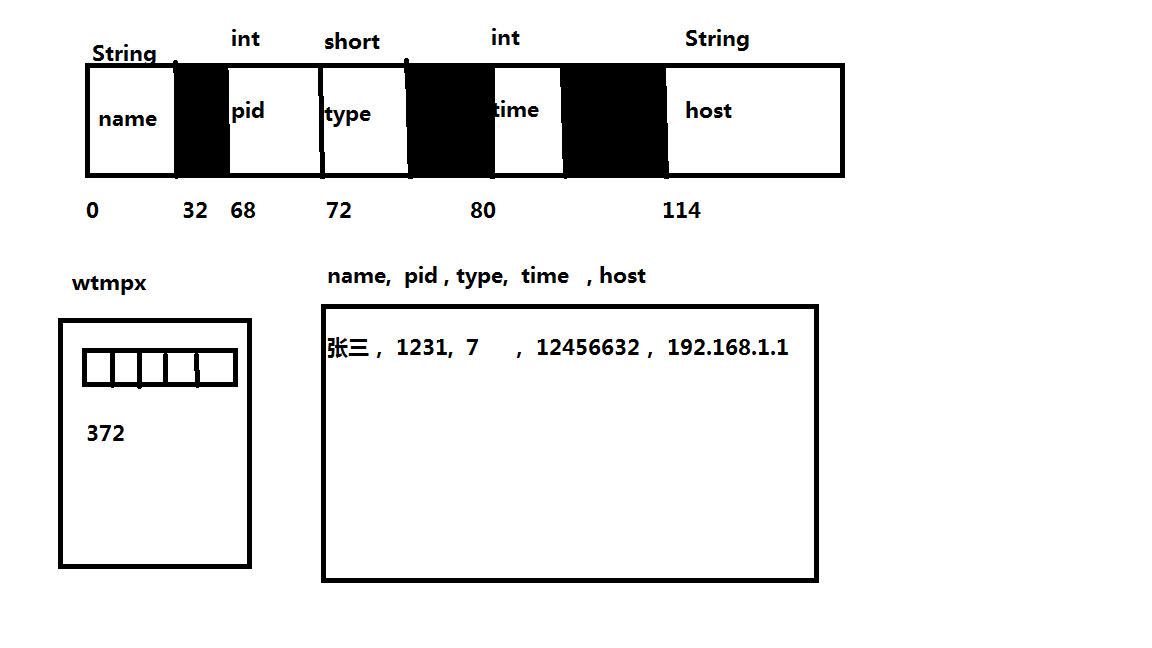 String int short int String
name pid type time host
0 32 68 72 80 114
wtmpx
name, pid , type, time , host
张三 , 1231, 7 , 12456632 , 192.168.1.1
372